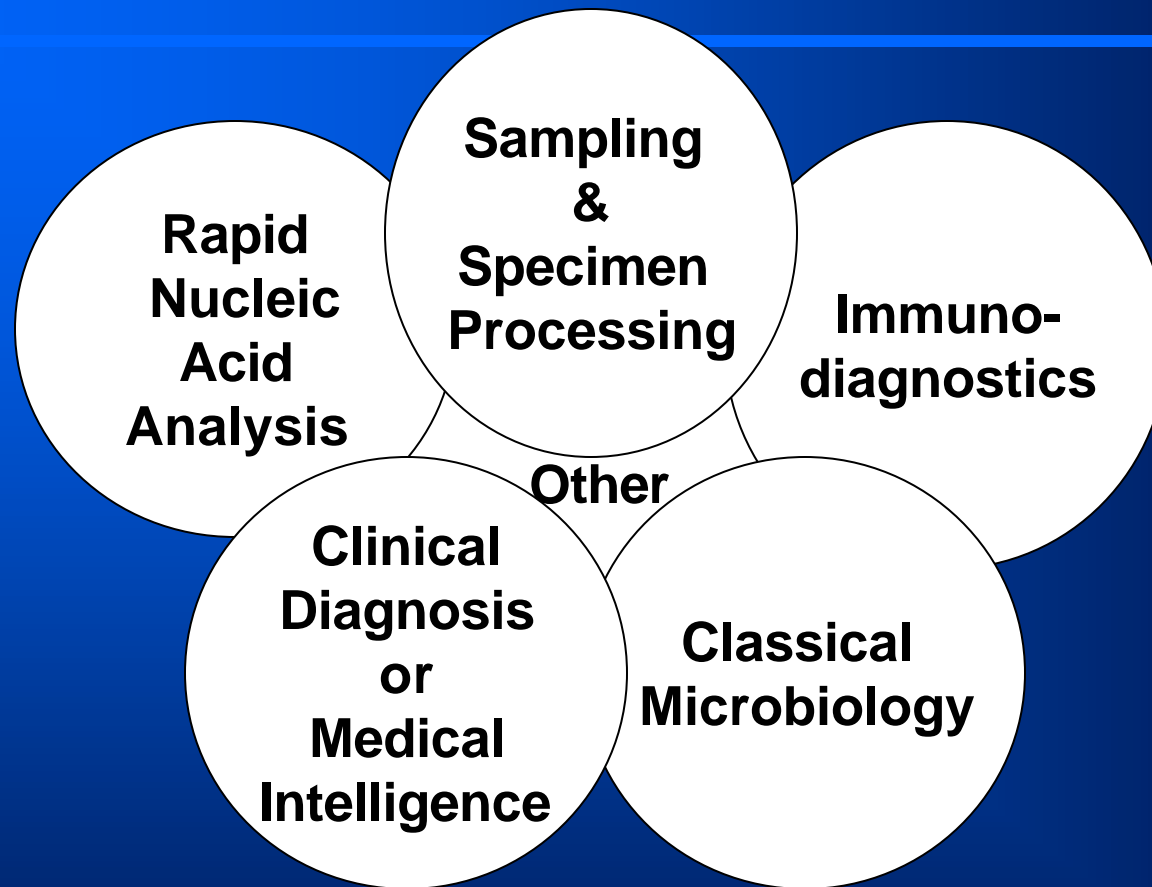 Sampling
&
Specimen
Processing
Rapid
Nucleic
Acid
Analysis
Immuno-
diagnostics
Other
Clinical
Diagnosis
or
Medical
Intelligence
Classical
Microbiology